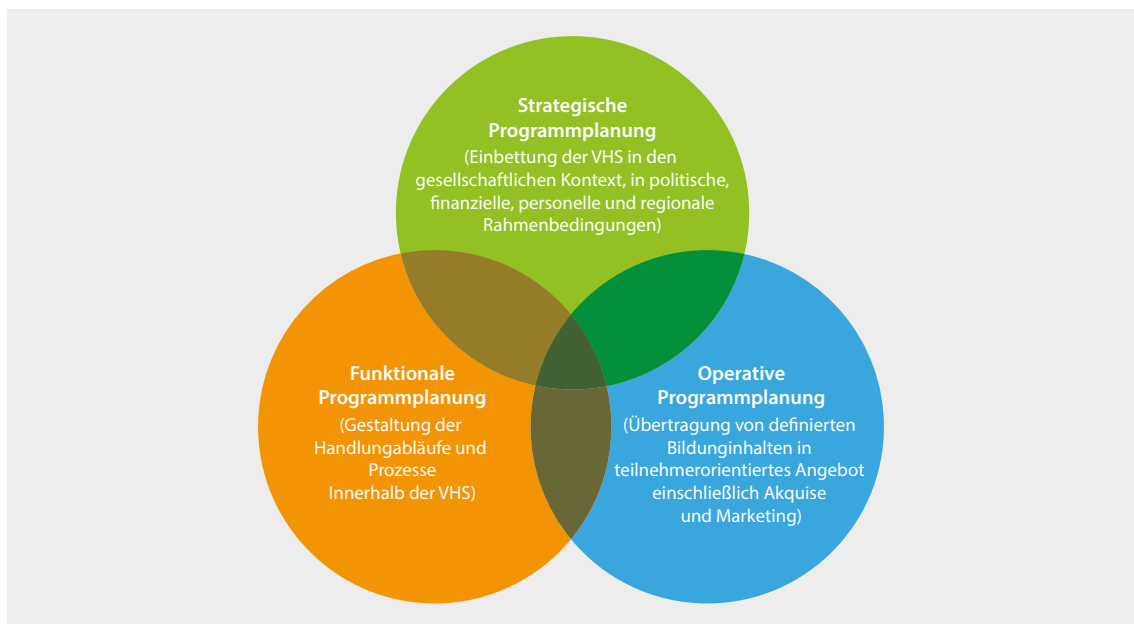 Strategische
Programmplanung
(Einbettung der VHS in den
gesellschaftlichen Kontext, in politische,
finanzielle, personelle und regionale
Rahmenbedingungen)
Funktionale
Programmplanung
(Gestaltung der
Handlungabläufe und
Prozesse
Innerhalb der VHS)
Operative
Programmplanung
(Übertragung von definierten
Bildunginhalten in
teilnehmerorientiertes Angebot
einschließlich Akquise
und Marketing)